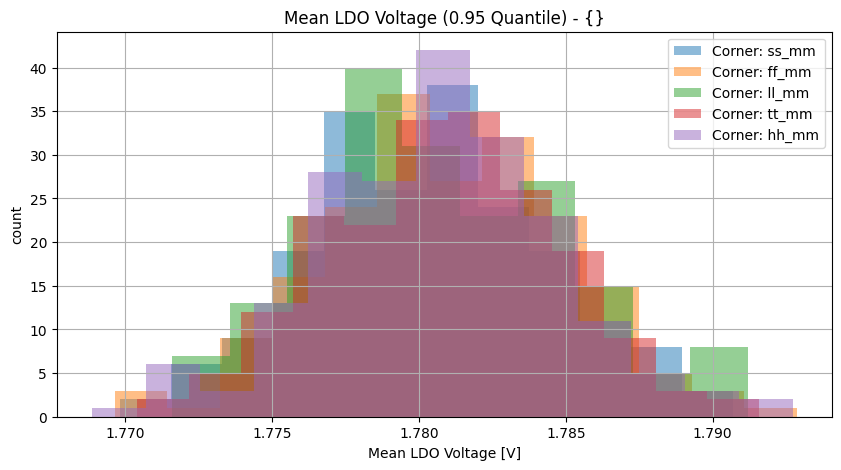 Mean LDO Voltage (0.95 Quantile) - {}
Corner: ss_mm
Corner: ff_mm
Corner: ll_mm
Corner: tt_mm
Corner: hh_mm
count
40
35
30
25
20
15
10
5
0
1.770 1.775 1.780 1.785 1.790
Mean LDO Voltage [V]